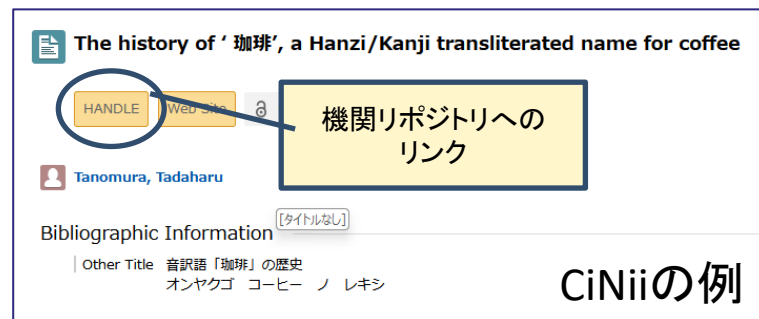 The history of ‘ 珈琲’, a Hanzi/Kanji transliterated name for coffee
HANDLE
Web Site
機関リポジトリへの
リンク
Tanomura, Tadaharu
[タイトルなし]
Bibliographic Information
Other Title 音訳語「珈琲」の歴史
オンヤクゴ コーヒー ノ レキシ
CiNiiの例